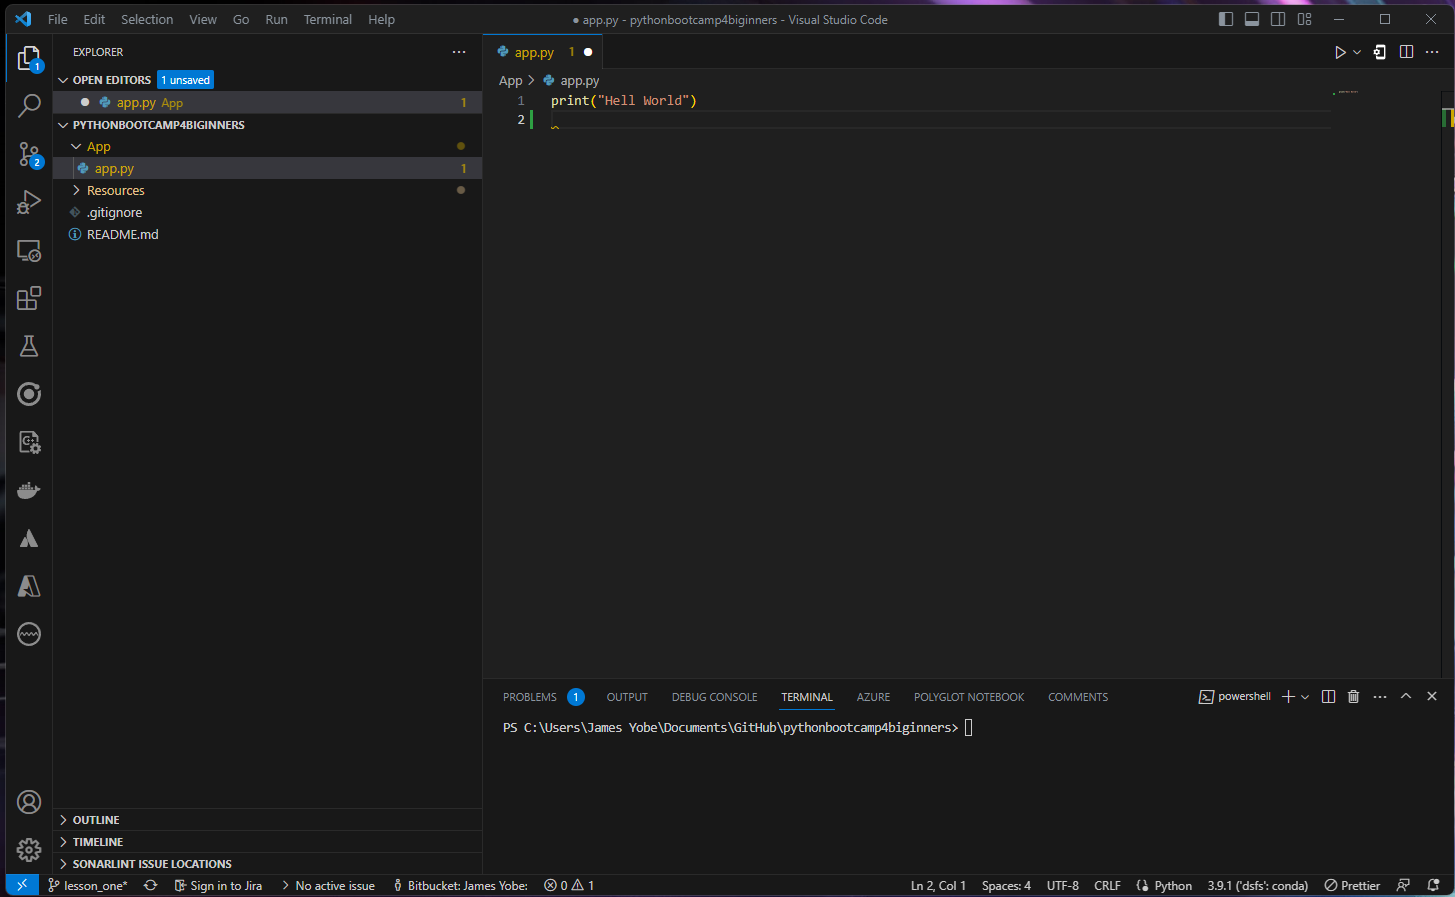 File Edit Selection View Go Run Terminal Help
● app.py - pythonbootcamp4biginners - Visual Studio Code
EXPLORER
OPEN EDITORS 1 unsaved
app.py App 1
PYTHONBOOTCAMP4BIGINNERS
App
app.py 1
Resources
.gitignore
README.md
OUTLINE
TIMELINE
SONARLINT ISSUE LOCATIONS
1
2
app.py 1
App > app.py
1 print("Hell World")
2
PROBLEMS 1 OUTPUT DEBUG CONSOLE TERMINAL AZURE POLYGLOT NOTEBOOK COMMENTS
powershell
PS C:\Users\James Yobe\Documents\GitHub\pythonbootcamp4biginners>
lesson_one* Sign in to Jira No active issue Bitbucket: James Yobe: 0 1
Ln 2, Col 1 Spaces: 4 UTF-8 CRLF Python 3.9.1 ('dsfs': conda) Prettier